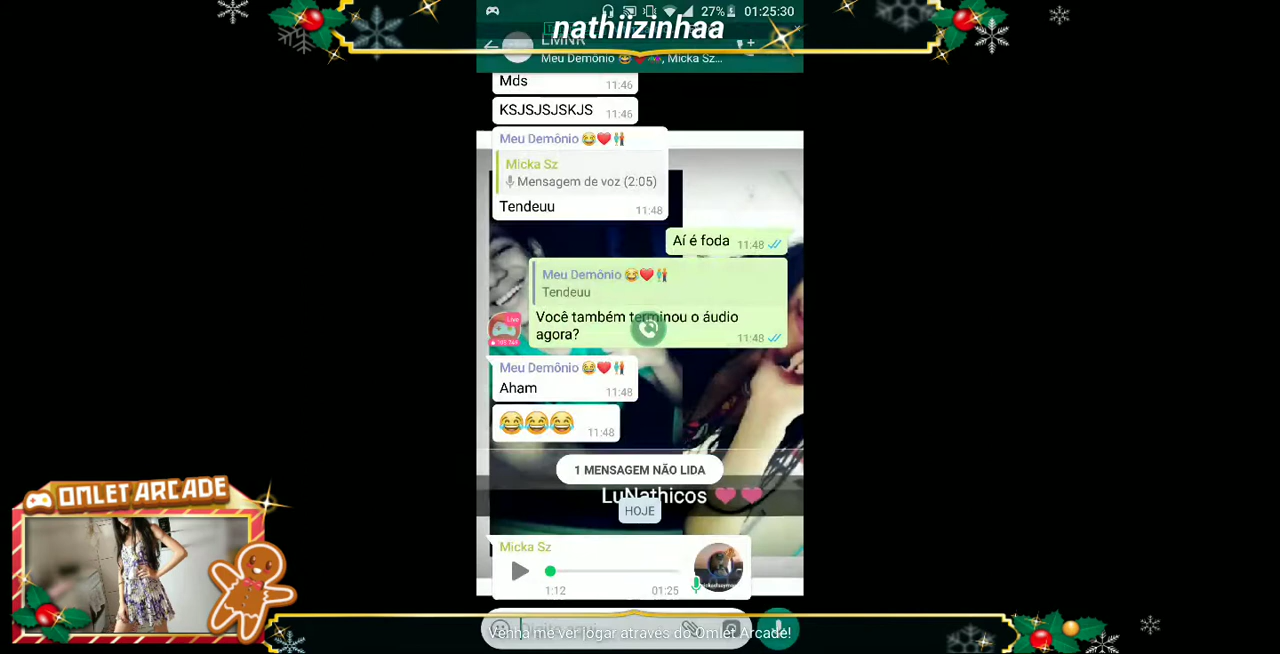 27% 01:25:30
nathiizinhaa
LMNR
Meu Demônio 😂❤️👫, Micka Sz...
Mds 11:46
KSJSJSJSKJS 11:46
Meu Demônio 😂❤️👫
Micka Sz
Mensagem de voz (2:05)
Tendeuu 11:48
Aí é foda 11:48
Meu Demônio 😂❤️👫
Tendeuu
Você também terminou o áudio
agora? 11:48
Live
Meu Demônio 😂❤️👫
Aham 11:48
😂😂😂 11:48
1 MENSAGEM NÃO LIDA
LuNathicos ❤❤
HOJE
Micka Sz
1:12 01:25
OMLET ARCADE
Venha me ver jogar atraves do Omlet Arcade!